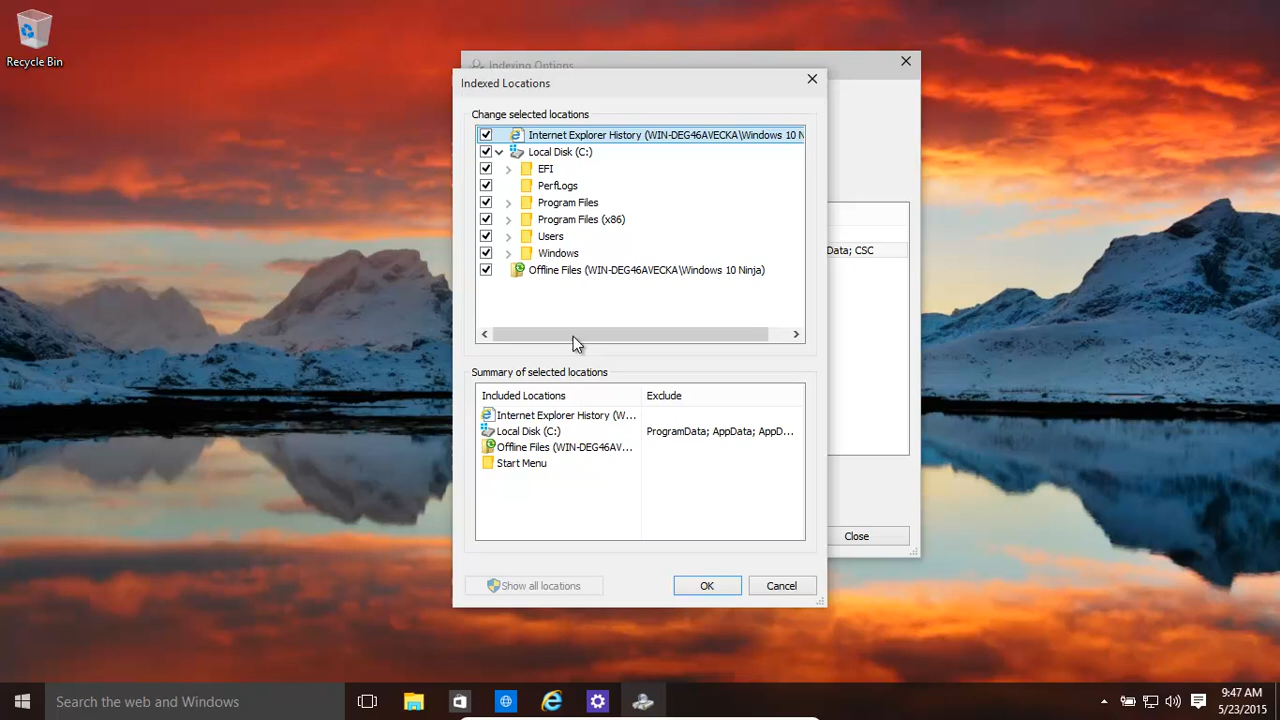 Recycle Bin
Indexing Options
Indexed Locations
Change selected locations
Internet Explorer History (WIN-DEG46AVECKA\Windows 10 N
Local Disk (C:)
EFI
PerfLogs
Program Files
Program Files (x86)
Users
Windows
Offline Files (WIN-DEG46AVECKA\Windows 10 Ninja)
Data; CSC
Summary of selected locations
Included Locations Exclude
Internet Explorer History (W...
Local Disk (C:) ProgramData; AppData; AppD...
Offline Files (WIN-DEG46AV...
Start Menu
Close
Show all locations OK Cancel
Search the web and Windows
9:47 AM
5/23/2015